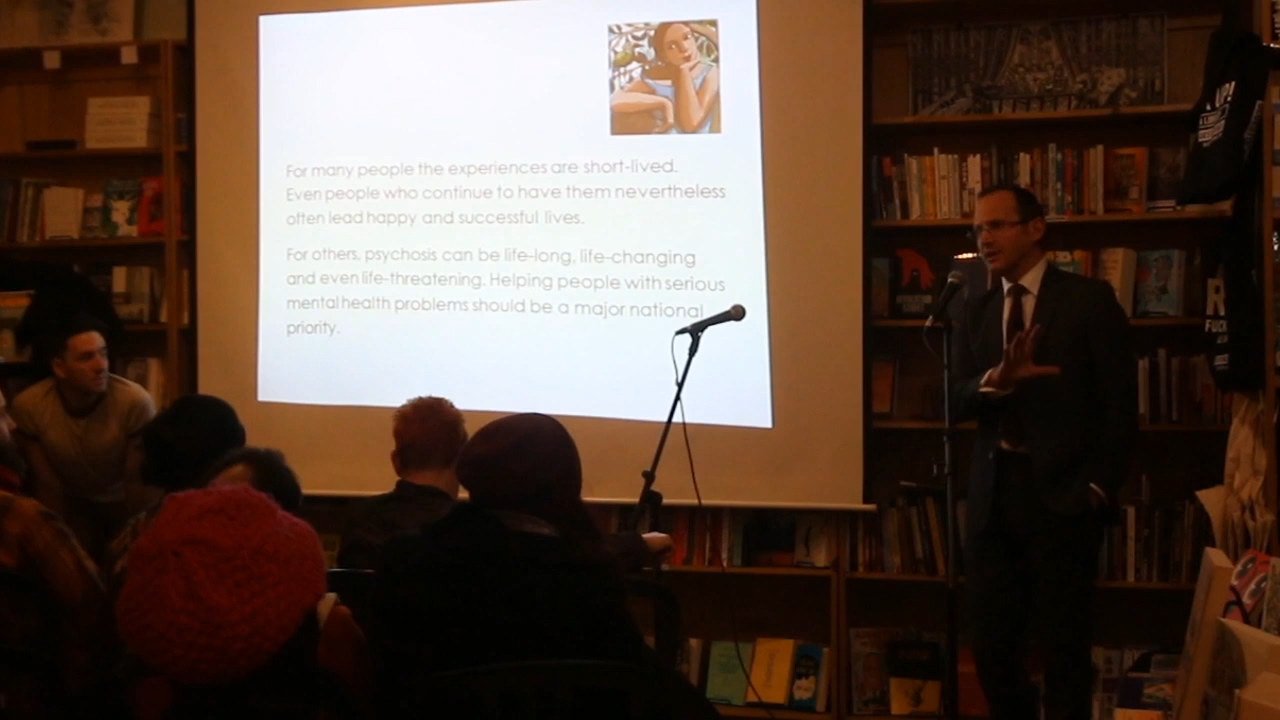 For many people the experiences are short-lived.
Even people who continue to have them nevertheless
often lead happy and successful lives.
For others, psychosis can be life-long, life-changing
and even life-threatening. Helping people with serious
mental health problems should be a major national
priority.
UP!